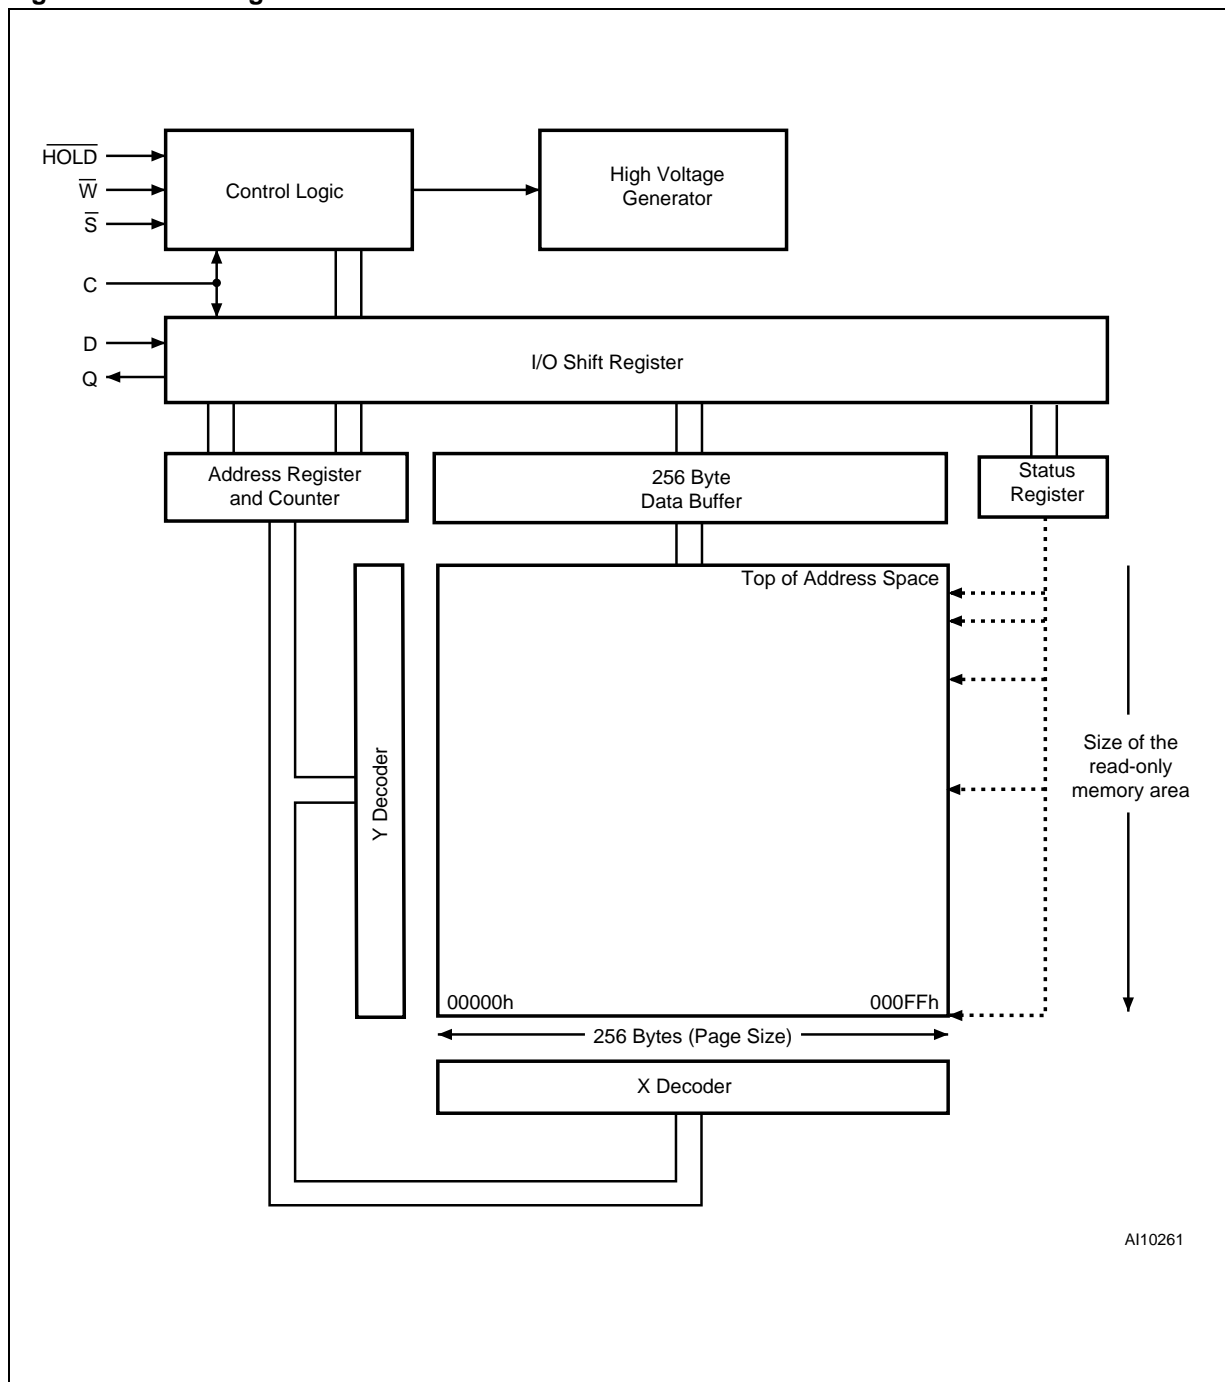 HOLD
W
S
C
D
Q
Control Logic
High Voltage
Generator
I/O Shift Register
Address Register
and Counter
256 Byte
Data Buffer
Status
Register
Top of Address Space
Y Decoder
Size of the
read-only
memory area
00000h
000FFh
256 Bytes (Page Size)
X Decoder
AI10261